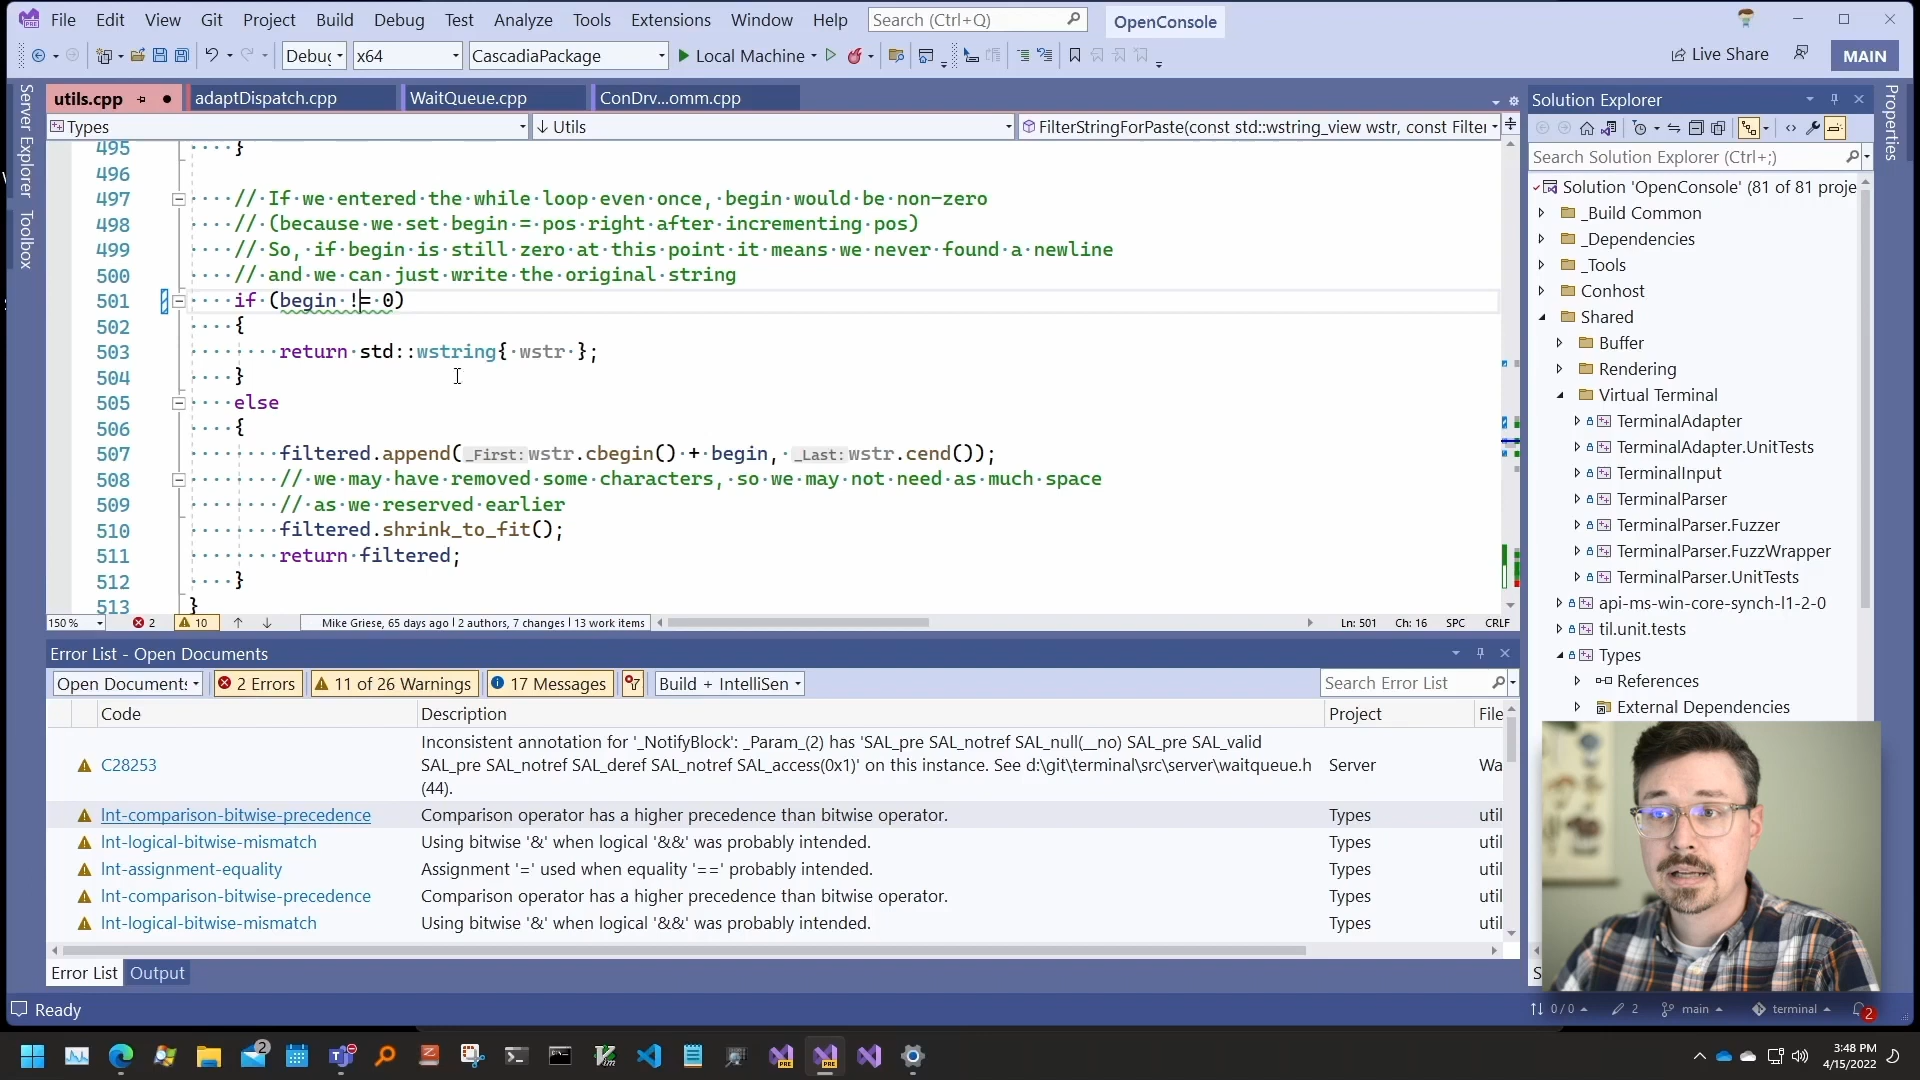 File Edit View Git Project Build Debug Test Analyze Tools Extensions Window Help Search (Ctrl+Q) OpenConsole
Debug x64 CascadiaPackage Local Machine Live Share MAIN
Server Explorer
Toolbox
utils.cpp adaptDispatch.cpp WaitQueue.cpp ConDrv...omm.cpp
Types Utils FilterStringForPaste(const std::wstring_view wstr, const Filter
495 }
496
497 // If we entered the while loop even once, begin would be non-zero
498 // (because we set begin = pos right after incrementing pos)
499 // So, if begin is still zero at this point it means we never found a newline
500 // and we can just write the original string
501 if (begin != 0)
502 {
503 return std::wstring{ wstr };
504 }
505 else
506 {
507 filtered.append(_First: wstr.cbegin() + begin, _Last: wstr.cend());
508 // we may have removed some characters, so we may not need as much space
509 // as we reserved earlier
510 filtered.shrink_to_fit();
511 return filtered;
512 }
513 }
150 % 2 10 Mike Griese, 65 days ago | 2 authors, 7 changes | 13 work items Ln: 501 Ch: 16 SPC CRLF
Error List - Open Documents
Open Documents 2 Errors 11 of 26 Warnings 17 Messages Build + IntelliSen Search Error List
Code Description Project File
C28253 Inconsistent annotation for '_NotifyBlock': _Param_(2) has 'SAL_pre SAL_notref SAL_null(__no) SAL_pre SAL_valid
SAL_pre SAL_notref SAL_deref SAL_notref SAL_access(0x1)' on this instance. See d:\git\terminal\src\server\waitqueue.h Server Wa
(44).
lnt-comparison-bitwise-precedence Comparison operator has a higher precedence than bitwise operator. Types util
lnt-logical-bitwise-mismatch Using bitwise '&' when logical '&&' was probably intended. Types util
lnt-assignment-equality Assignment '=' used when equality '==' probably intended. Types util
lnt-comparison-bitwise-precedence Comparison operator has a higher precedence than bitwise operator. Types util
lnt-logical-bitwise-mismatch Using bitwise '&' when logical '&&' was probably intended. Types util
Error List Output
Solution Explorer
Properties
Search Solution Explorer (Ctrl+;)
Solution 'OpenConsole' (81 of 81 proje
_Build Common
_Dependencies
_Tools
Conhost
Shared
Buffer
Rendering
Virtual Terminal
TerminalAdapter
TerminalAdapter.UnitTests
TerminalInput
TerminalParser
TerminalParser.Fuzzer
TerminalParser.FuzzWrapper
TerminalParser.UnitTests
api-ms-win-core-synch-l1-2-0
til.unit.tests
Types
References
External Dependencies
S
Ready 0 / 0 2 main terminal 2
2
PRE PRE
3:48 PM
4/15/2022